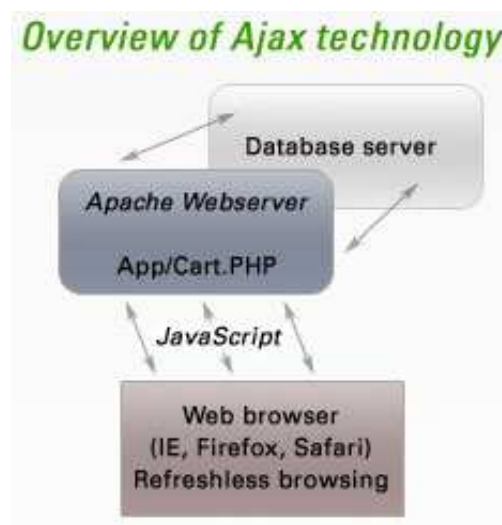 Overview of Ajax technology
Database server
Apache Webserver
App/Cart.PHP
JavaScript
Web browser
(IE, Firefox, Safari)
Refreshless browsing